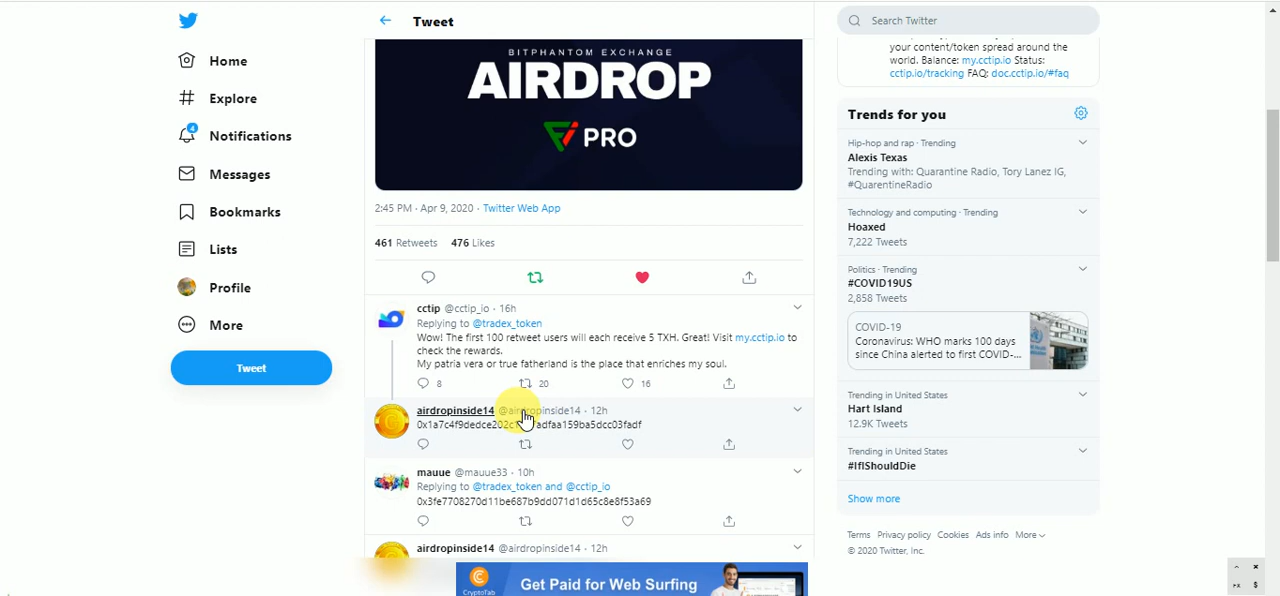 Home
Explore
4
Notifications
Messages
Bookmarks
Lists
Profile
More
Tweet
Tweet
BITPHANTOM EXCHANGE
AIRDROP
PRO
2:45 PM · Apr 9, 2020 · Twitter Web App
461 Retweets 476 Likes
cctip @cctip_io · 16h
Replying to @tradex_token
Wow! The first 100 retweet users will each receive 5 TXH. Great! Visit my.cctip.io to
check the rewards.
My patria vera or true fatherland is the place that enriches my soul.
8 20 16
airdropinside14 @airdropinside14 · 12h
mauue @mauue33 · 10h
Replying to @tradex_token and @cctip_io
0x3fe7708270d11be687b9dd071d1d65c8e8f53a69
airdropinside14 @airdropinside14 · 12h
CryptoTab
Get Paid for Web Surfing
Search Twitter
your content/token spread around the
world. Balance: my.cctip.io Status:
cctip.io/tracking FAQ: doc.cctip.io/#faq
Trends for you
Hip-hop and rap · Trending
Alexis Texas
Trending with: Quarantine Radio, Tory Lanez IG,
#QuarentineRadio
Technology and computing · Trending
Hoaxed
7,222 Tweets
Politics · Trending
#COVID19US
2,858 Tweets
COVID-19
Coronavirus: WHO marks 100 days
since China alerted to first COVID-...
Trending in United States
Hart Island
12.9K Tweets
Trending in United States
#IfIShouldDie
Show more
Terms Privacy policy Cookies Ads info More
© 2020 Twitter, Inc.